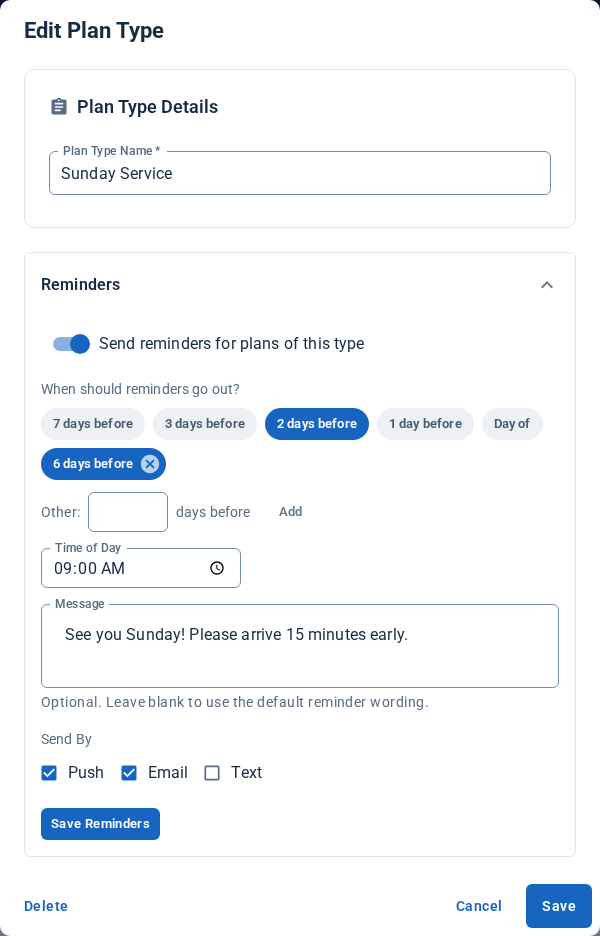 Edit Plan Type
Plan Type Details
Plan Type Name *
Sunday Service
Reminders
Send reminders for plans of this type
When should reminders go out?
7 days before 3 days before 2 days before 1 day before Day of
6 days before
Other: days before Add
Time of Day
09:00 AM
Message
See you Sunday! Please arrive 15 minutes early.
Optional. Leave blank to use the default reminder wording.
Send By
Push Email Text
Save Reminders
Delete Cancel Save